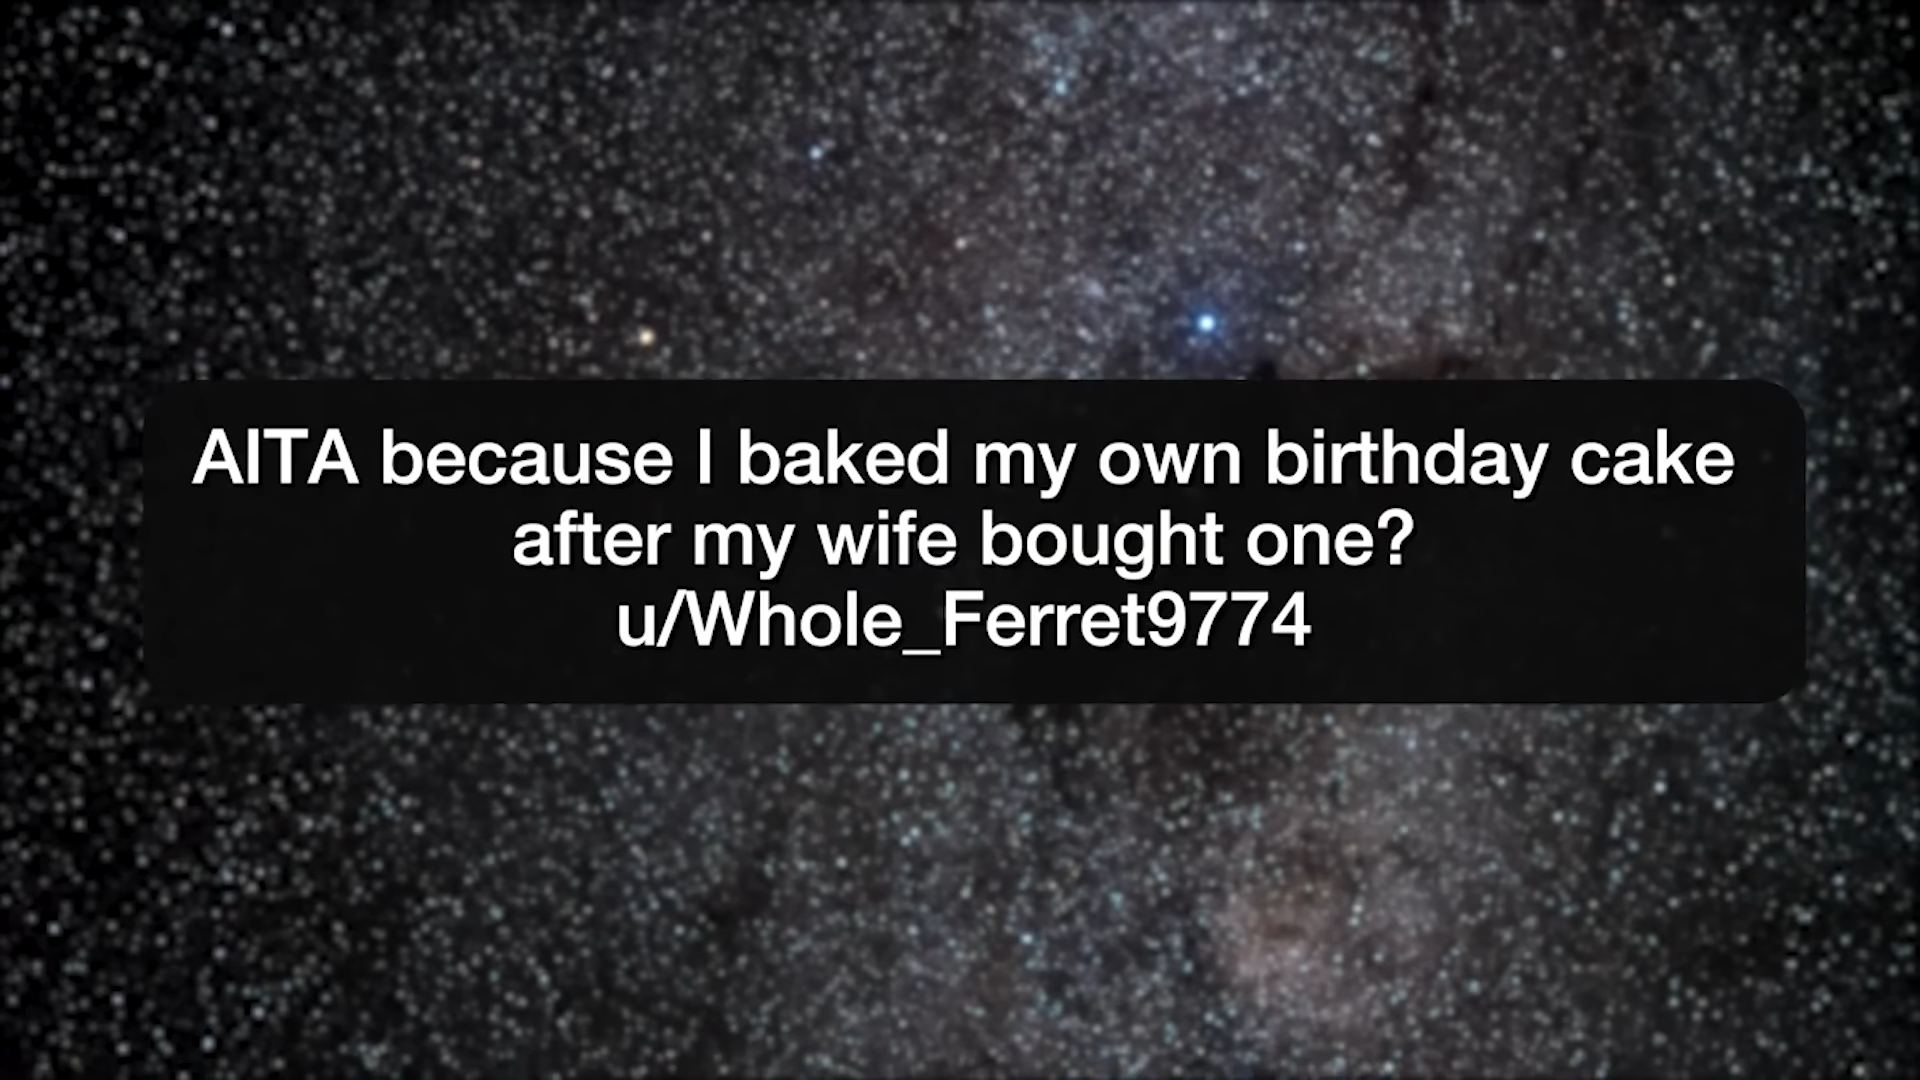 AITA because I baked my own birthday cake
after my wife bought one?
u/Whole_Ferret9774